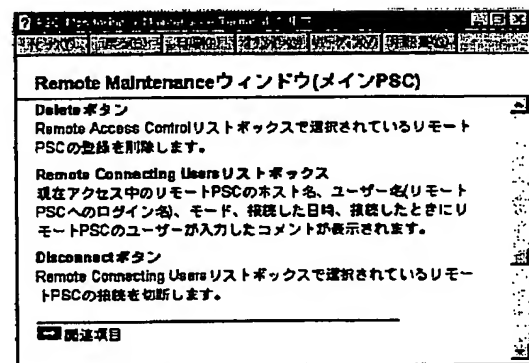 Remote Maintenanceウィンドウ(メインPSC)
Deleteボタン
Remote Access Controlリストボックスで選択されているリモート
PSCの登録を削除します。
Remote Connecting Usersリストボックス
現在アクセス中のリモートPSCのホスト名、ユーザー名(リモート
PSCへのログイン名)、モード、接続した日時、接続したときにリ
モートPSCのユーザーが入力したコメントが表示されます。
Disconnectボタン
Remote Connecting Usersリストボックスで選択されているリモー
トPSCの接続を切断します。
関連項目